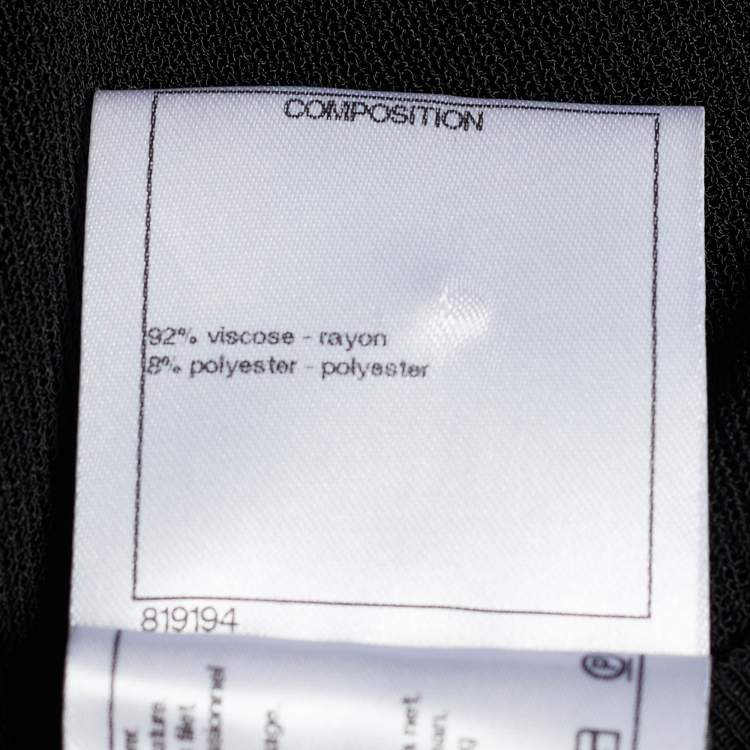 COMPOSITION
92% viscose - rayon
8% polyester - polyester
819194
P